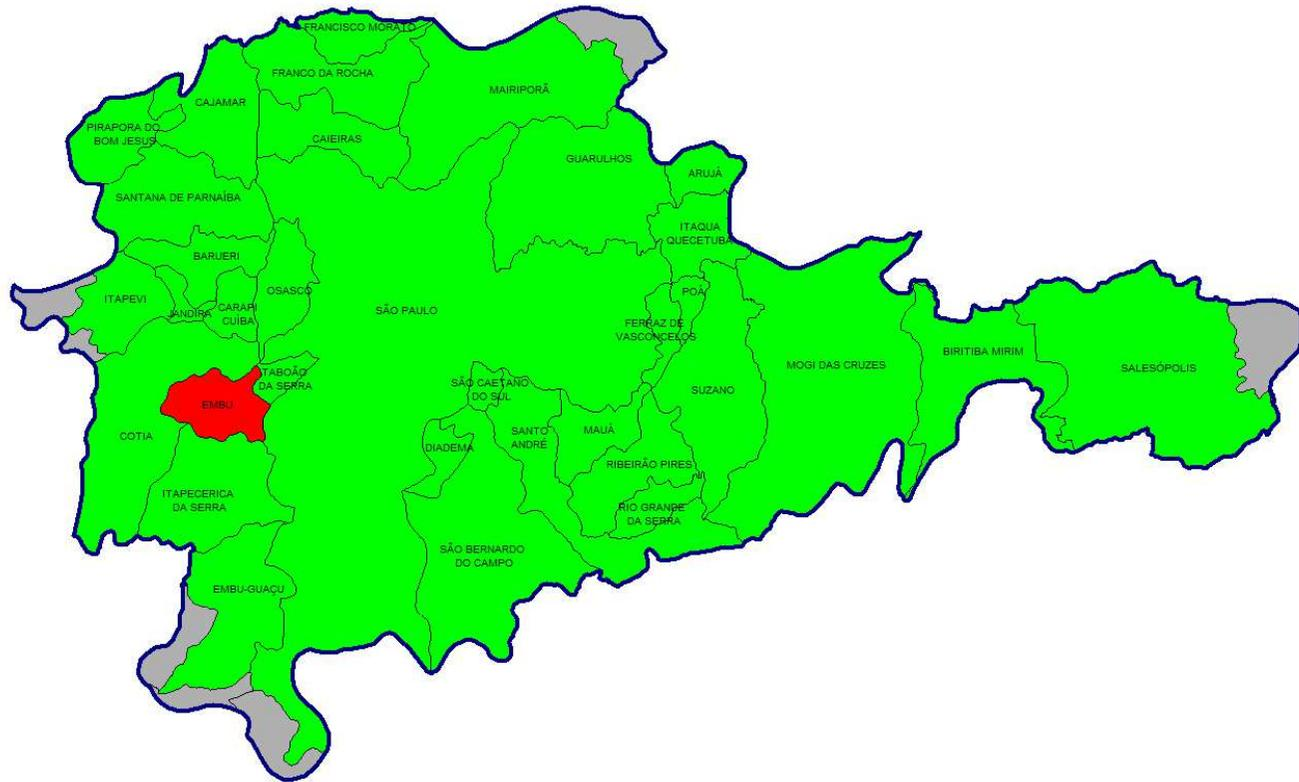 FRANCISCO MORATO
FRANCO DA ROCHA
MAIRIPORÃ
CAJAMAR
PIRAPORA DO
BOM JESUS
CAIEIRAS
GUARULHOS
ARUJÁ
SANTANA DE PARNAÍBA
ITAQUA
QUECETUBA
BARUERI
ITAPEVI
JANDIRA
CARAPI
CUÍBA
OSASCO
SÃO PAULO
POÁ
FERRAZ DE
VASCONCELOS
MOGI DAS CRUZES
BIRITIBA MIRIM
SALESÓPOLIS
TABOÃO
DA SERRA
SÃO CAETANO
DO SUL
SUZANO
EMBU
COTIA
DIADEMA
SANTO
ANDRÉ
MAUÁ
RIBEIRÃO PIRES
ITAPECERICA
DA SERRA
RIO GRANDE
DA SERRA
SÃO BERNARDO
DO CAMPO
EMBU-GUAÇU